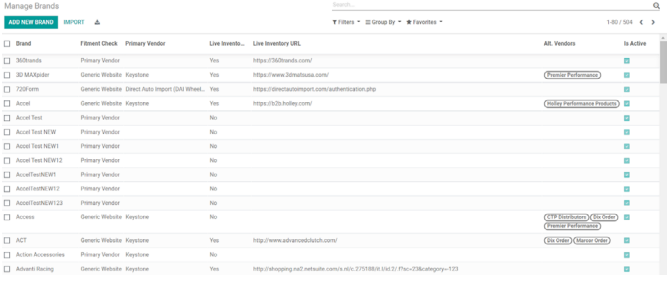 Manage Brands
Search...
ADD NEW BRAND IMPORT Filters Group By Favorites 1-80 / 504
Brand Fitment Check Primary Vendor Live Invento... Live Inventory URL Alt. Vendors Is Active
360brands Primary Vendor Yes https://360brands.com/
3D MAXpider Generic Website Keystone Yes https://www.3dmatsusa.com/ Premier Performance
720Form Generic Website Direct Auto Import (DAI) Wheel... Yes https://directautoimport.com/authentication.php
Accel Generic Website Keystone Yes https://b2b.holley.com/ Holley Performance Products
Accel Test Primary Vendor No
Accel Test NEW Primary Vendor No
Accel Test NEW1 Primary Vendor No
Accel Test NEW12 Primary Vendor No
AccelTestNEW1 Primary Vendor No
AccelTestNEW12 Primary Vendor No
AccelTestNEW123 Primary Vendor No
Access Generic Website Keystone No CTP Distributors Dix Order
Premier Performance
ACT Generic Website Keystone Yes http://www.advancedclutch.com/ Dix Order Marcor Order
Action Accessories Primary Vendor Keystone No
Advanti Racing Generic Website Keystone Yes